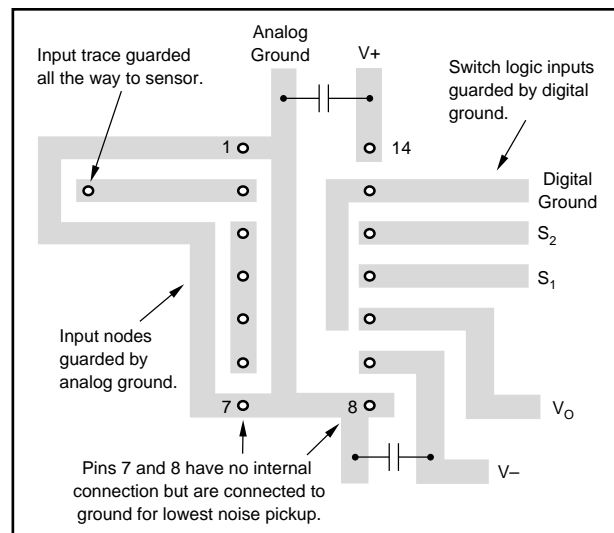 Analog
Ground
V+
Input trace guarded
all the way to sensor.
Switch logic inputs
guarded by digital
ground.
1
14
Digital
Ground
S2
S1
Input nodes
guarded by
analog ground.
7
8
VO
V–
Pins 7 and 8 have no internal
connection but are connected to
ground for lowest noise pickup.